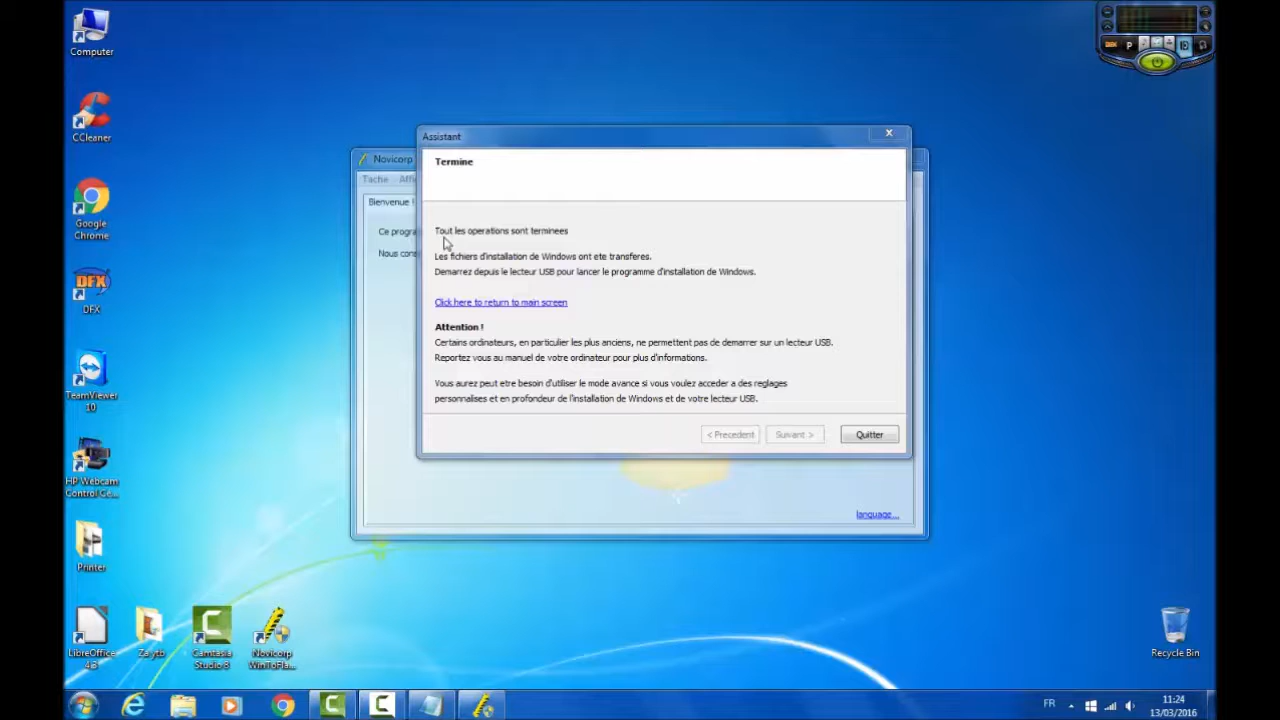 Computer
CCleaner
Google
Chrome
DFX
DFX
TeamViewer
10
HP Webcam
Control Ce...
Printer
LibreOffice
4.3
Za ytb
Camtasia
Studio 8
Novicorp
WinToFla...
P
Novicorp
Tache
Bienvenue !
Nous cons
language...
Assistant
Termine
Tout les operations sont terminees
Les fichiers d'installation de Windows ont ete transferes.
Demarrez depuis le lecteur USB pour lancer le programme d'installation de Windows.
Click here to return to main screen
Attention !
Certains ordinateurs, en particulier les plus anciens, ne permettent pas de demarrer sur un lecteur USB.
Reportez vous au manuel de votre ordinateur pour plus d'informations.
Vous aurez peut etre besoin d'utiliser le mode avance si vous voulez acceder a des reglages
personnalises et en profondeur de l'installation de Windows et de votre lecteur USB.
< Precedent
Suivant >
Quitter
Recycle Bin
FR
11:24
13/03/2016